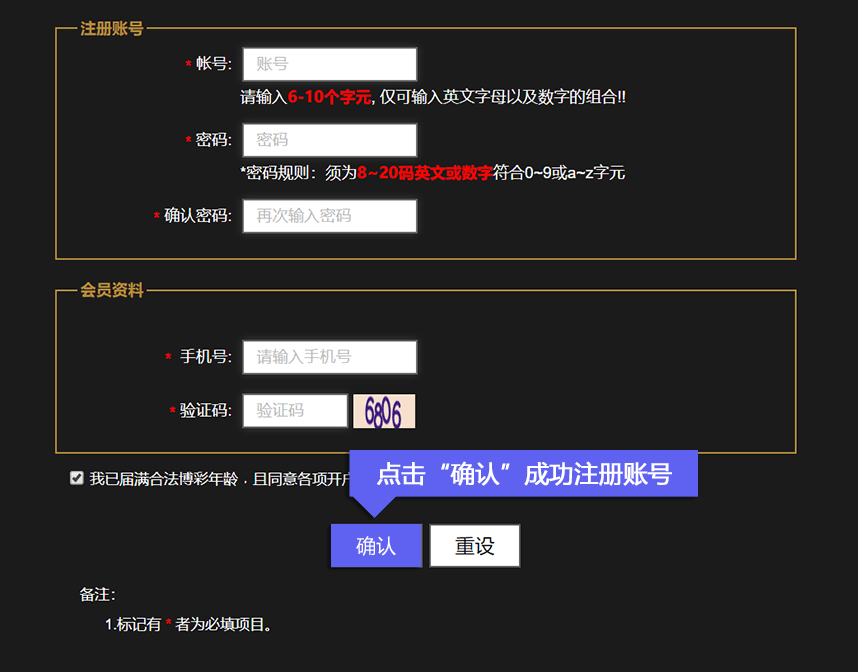 注册账号
* 帐号: 账号
请输入6-10个字元, 仅可输入英文字母以及数字的组合!!
* 密码: 密码
*密码规则：须为8~20码英文或数字符合0~9或a~z字元
* 确认密码: 再次输入密码
会员资料
* 手机号: 请输入手机号
* 验证码: 验证码 6806
我已届满合法博彩年龄﹐且同意各项开
点击“确认”成功注册账号
确认 重设
备注：
1.标记有 * 者为必填项目。